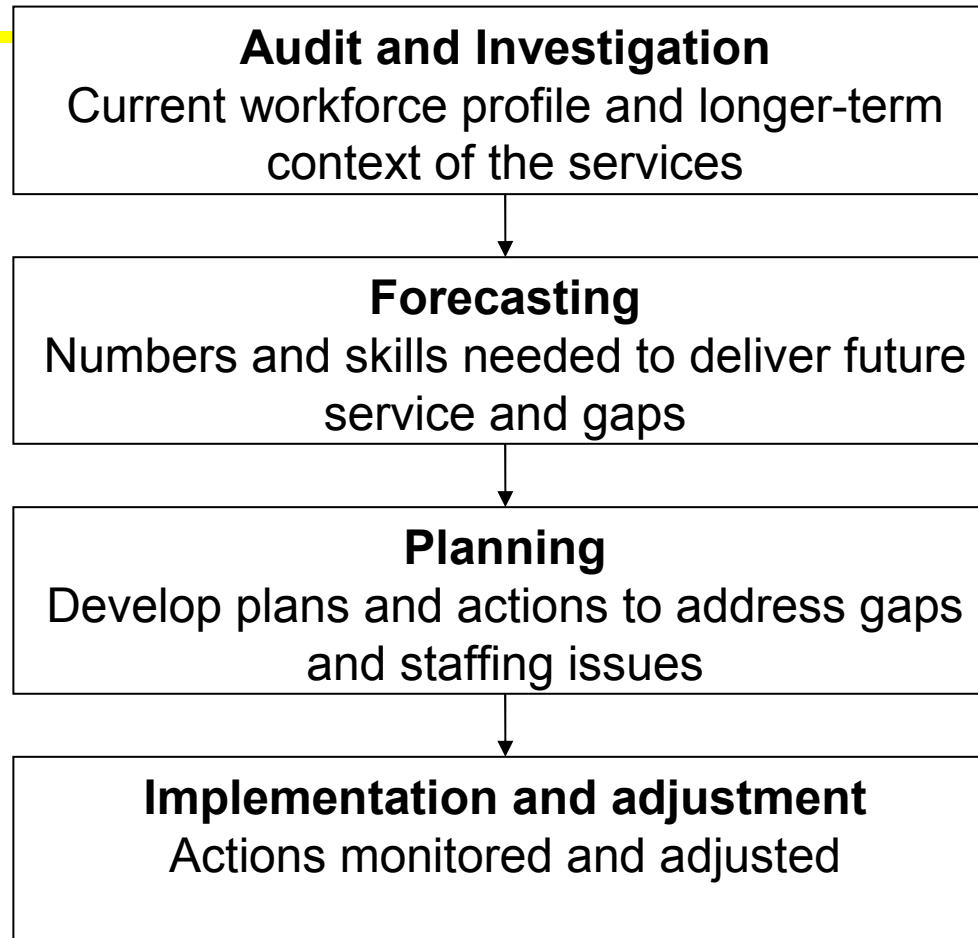 Audit and Investigation
Current workforce profile and longer-term
context of the services
Forecasting
Numbers and skills needed to deliver future
service and gaps
Planning
Develop plans and actions to address gaps
and staffing issues
Implementation and adjustment
Actions monitored and adjusted